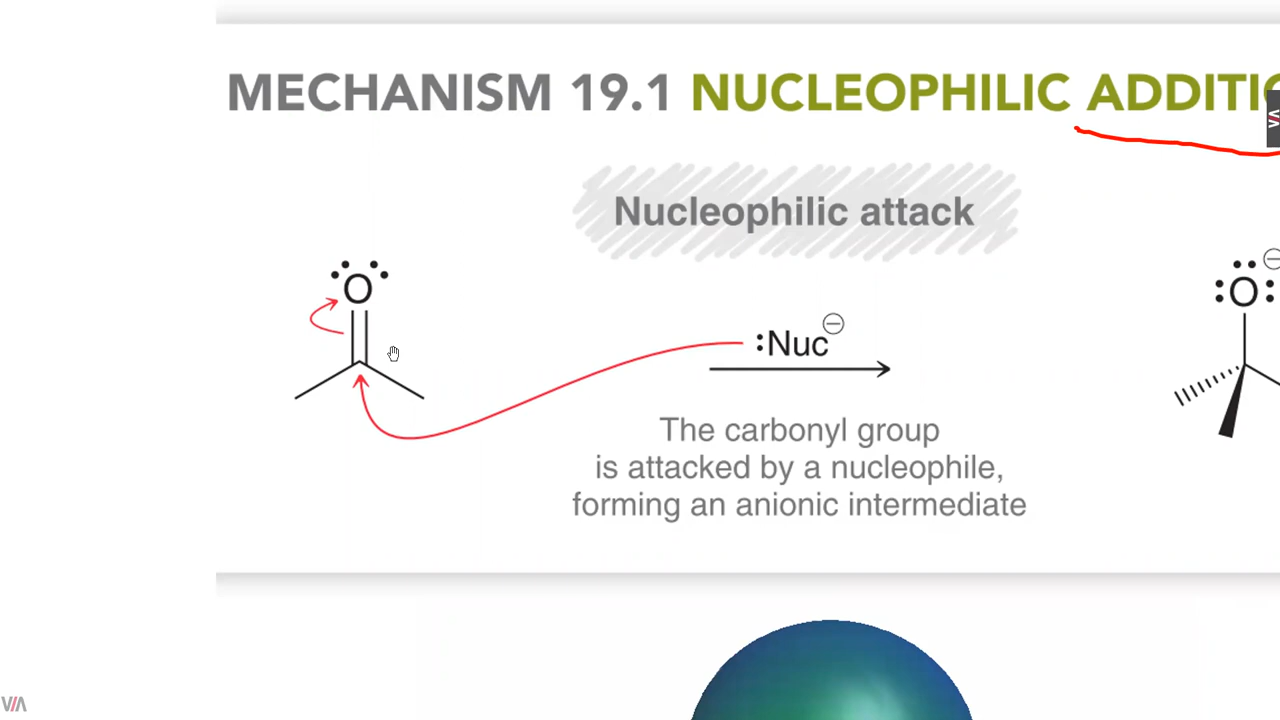 MECHANISM 19.1 NUCLEOPHILIC ADDITI
Nucleophilic attack
O
:Nuc⊖
O ⊖
The carbonyl group
is attacked by a nucleophile,
forming an anionic intermediate
VIA